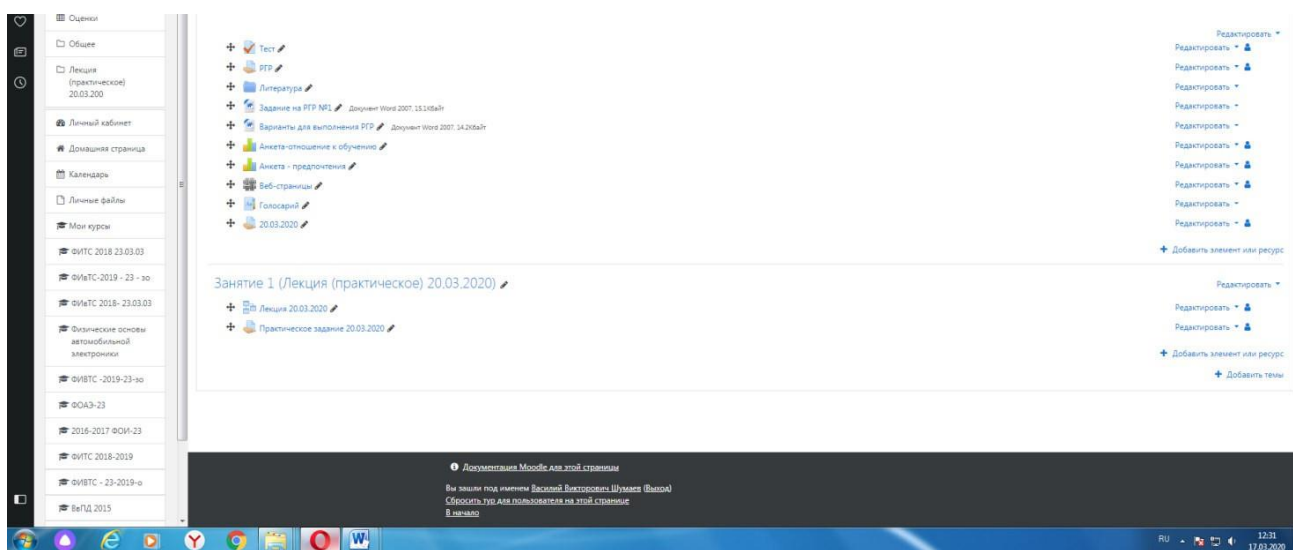 Оценки
Общее
Лекция
(практическое)
20.03.200
Личный кабинет
Домашняя страница
Календарь
Личные файлы
Мои курсы
ФИТС 2018 23.03.03
ФИвТС-2019 - 23 - зо
ФИвТС 2018- 23.03.03
Физические основы
автомобильной
электроники
ФИВТС -2019-23-зо
ФОАЭ-23
2016-2017 ФОИ-23
ФИТС 2018-2019
ФИВТС - 23-2019-о
ВвПД 2015
Редактировать
Тест Редактировать
РГР Редактировать
Литература Редактировать
Задание на РГР №1 Документ Word 2007, 15.1Кбайт Редактировать
Варианты для выполнения РГР Документ Word 2007, 14.2Кбайт Редактировать
Анкета-отношение к обучению Редактировать
Анкета - предпочтения Редактировать
Веб-страницы Редактировать
Голосарий Редактировать
20.03.2020 Редактировать
Добавить элемент или ресурс
Занятие 1 (Лекция (практическое) 20.03.2020) Редактировать
Лекция 20.03.2020 Редактировать
Практическое задание 20.03.2020 Редактировать
Добавить элемент или ресурс
Добавить темы
Документация Moodle для этой страницы
Вы зашли под именем Василий Викторович Шумаев (Выход)
Сбросить тур для пользователя на этой странице
В начало
RU 12:31
17.03.2020